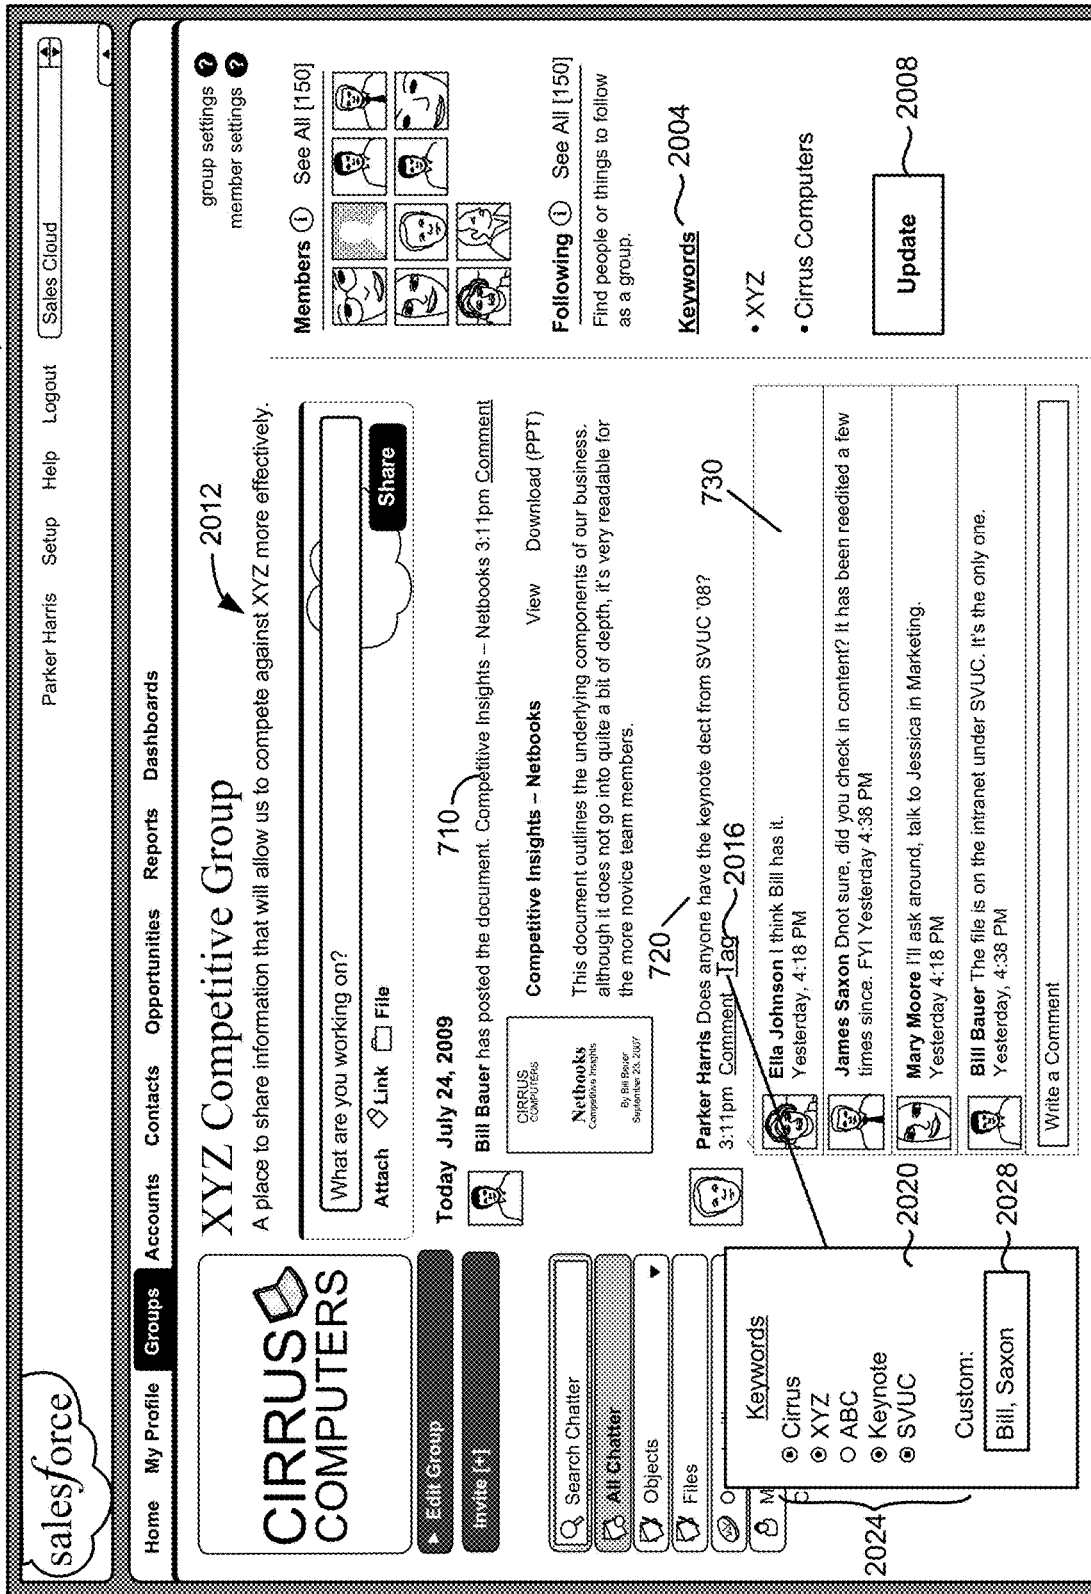 salesforce
Parker Harris Setup Help Logout
Sales Cloud
Home My Profile Groups Accounts Contacts Opportunities Reports Dashboards
CIRRUS
COMPUTERS
Edit Group
Invite [+]
Search Chatter
All Chatter
Objects
Files
O
M
C
XYZ Competitive Group
2012
A place to share information that will allow us to compete against XYZ more effectively.
What are you working on?
Attach Link File
Share
Today July 24, 2009
710
Bill Bauer has posted the document. Competitive Insights – Netbooks 3:11pm Comment
CIRRUS
COMPUTERS
Netbooks
Competitive Insights
By Bill Bauer
September 23, 2007
Competitive Insights – Netbooks View Download (PPT)
This document outlines the underlying components of our business.
although it does not go into quite a bit of depth, it's very readable for
the more novice team members.
720
Parker Harris Does anyone have the keynote dect from SVUC '08?
3:11pm Comment Tag 2016
730
Ella Johnson I think Bill has it.
Yesterday, 4:18 PM
James Saxon Dnot sure, did you check in content? It has been reedited a few
times since. FYI Yesterday 4:38 PM
Mary Moore I'll ask around, talk to Jessica in Marketing.
Yesterday 4:18 PM
Bill Bauer The file is on the intranet under SVUC. It's the only one.
Yesterday, 4:38 PM
Write a Comment
group settings ?
member settings ?
Members i See All [150]
Following i See All [150]
Find people or things to follow
as a group.
Keywords 2004
• XYZ
• Cirrus Computers
Update
2008
Keywords
Cirrus
XYZ
ABC
Keynote
SVUC
Custom:
Bill, Saxon
2020
2024
2028